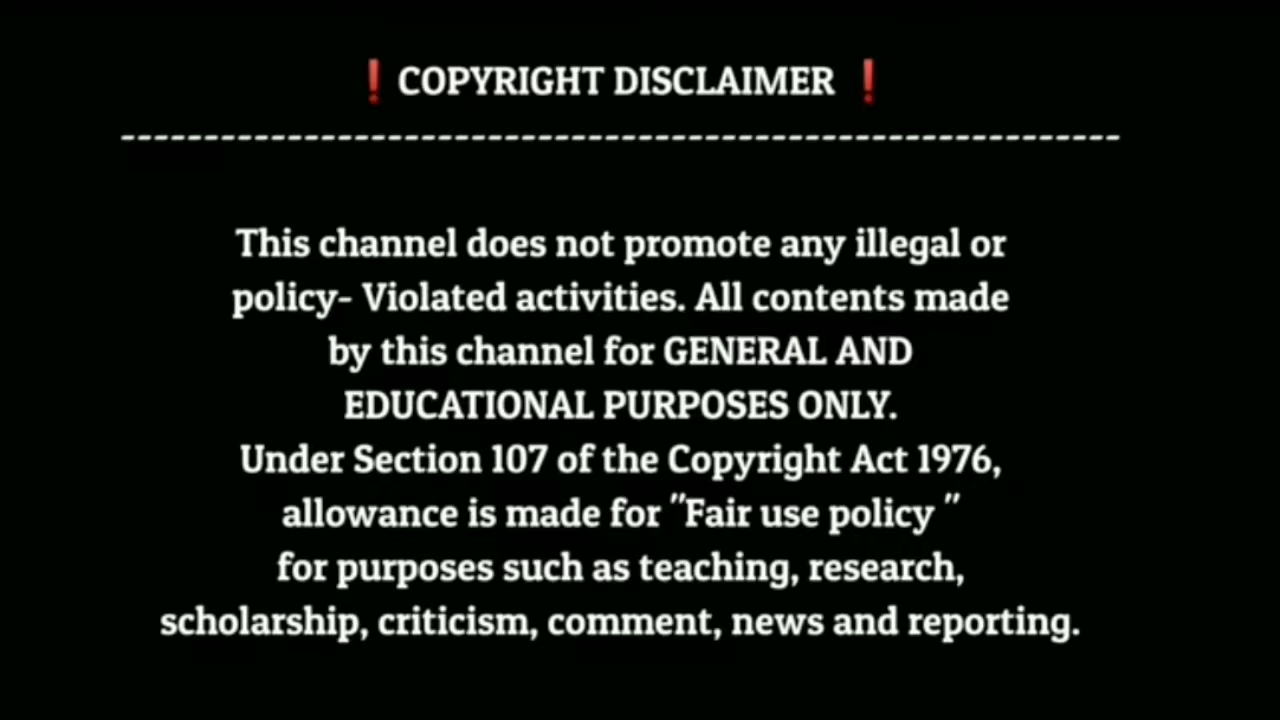 ❗COPYRIGHT DISCLAIMER ❗
------------------------------------------------------------
This channel does not promote any illegal or
policy- Violated activities. All contents made
by this channel for GENERAL AND
EDUCATIONAL PURPOSES ONLY.
Under Section 107 of the Copyright Act 1976,
allowance is made for "Fair use policy "
for purposes such as teaching, research,
scholarship, criticism, comment, news and reporting.